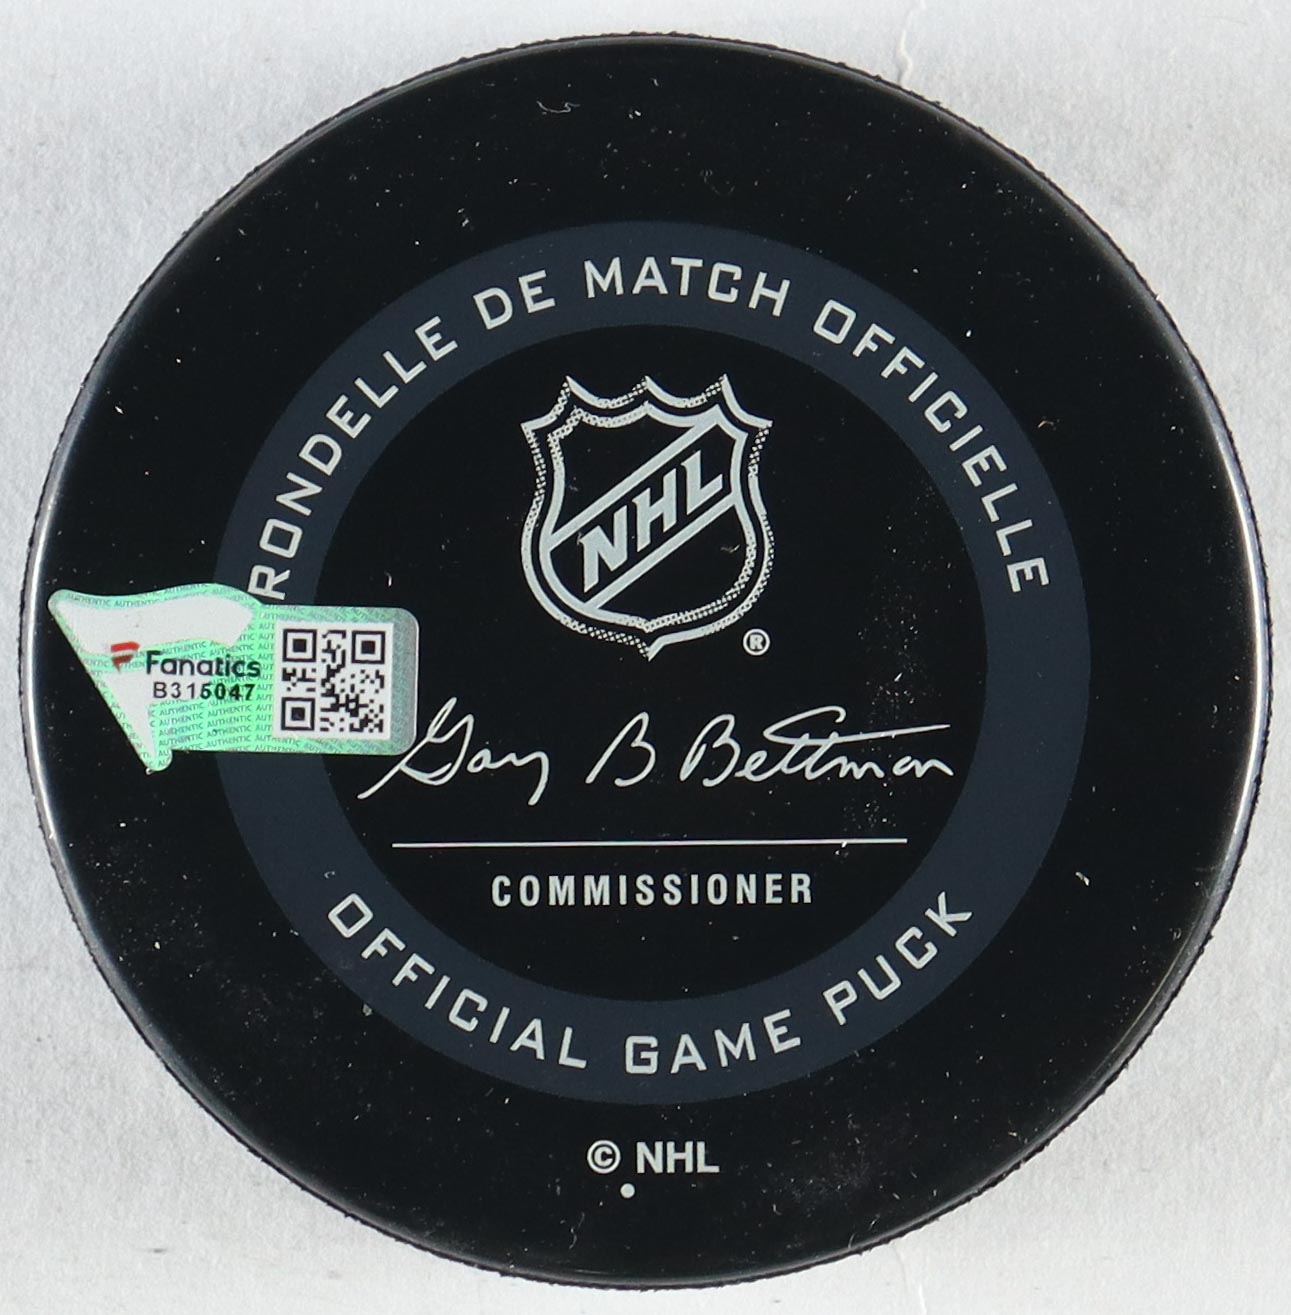 RONDELLE DE MATCH OFFICIELLE
NHL
®
Fanatics
B315047
Gary B Bettman
COMMISSIONER
OFFICIAL GAME PUCK
© NHL